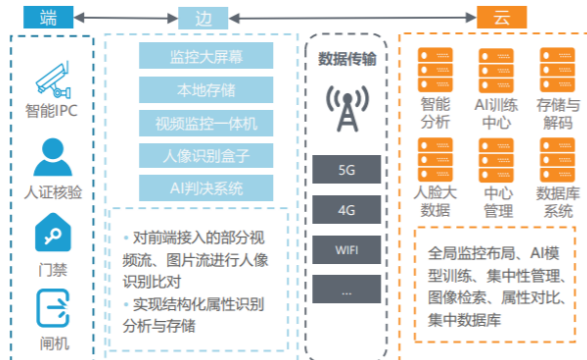 端
边
云
智能IPC
人证核验
门禁
闸机
监控大屏幕
本地存储
视频监控一体机
人像识别盒子
AI判决系统
•对前端接入的部分视
频流、图片流进行人像
识别比对
•实现结构化属性识别
分析与存储
数据传输
5G
4G
WIFI
...
智能
分析
AI训练
中心
存储与
解码
人脸大
数据
中心
管理
数据库
系统
全局监控布局、AI模
型训练、集中性管理、
图像检素、属性对比、
集中数据库